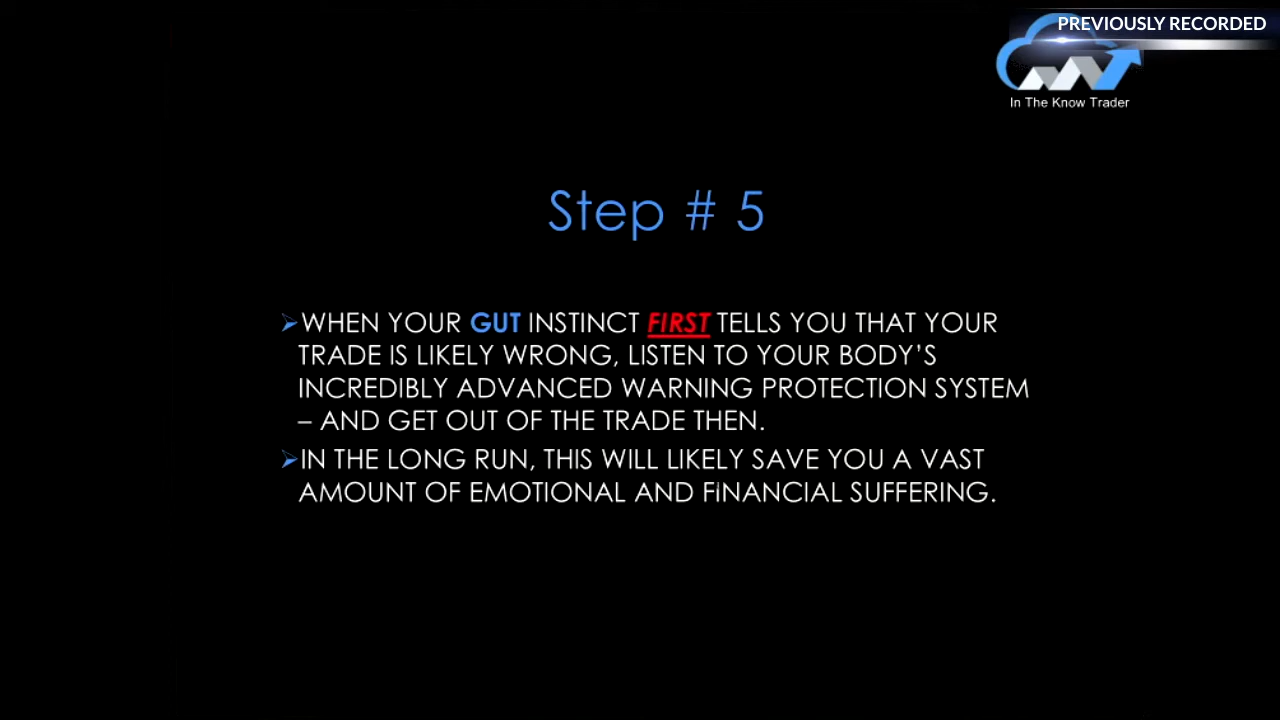 PREVIOUSLY RECORDED
In The Know Trader
Step # 5
WHEN YOUR GUT INSTINCT FIRST TELLS YOU THAT YOUR
TRADE IS LIKELY WRONG, LISTEN TO YOUR BODY'S
INCREDIBLY ADVANCED WARNING PROTECTION SYSTEM
– AND GET OUT OF THE TRADE THEN.
IN THE LONG RUN, THIS WILL LIKELY SAVE YOU A VAST
AMOUNT OF EMOTIONAL AND FINANCIAL SUFFERING.